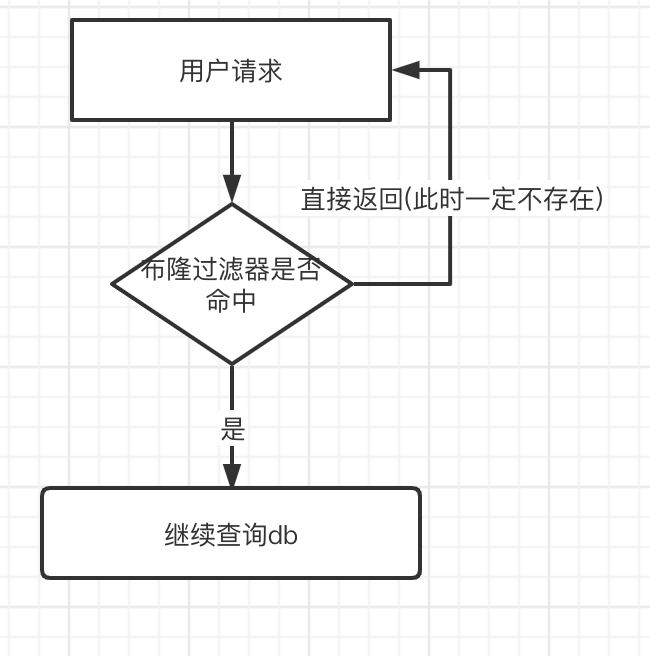 用户请求
直接返回(此时一定不存在)
布隆过滤器是否
命中
是
继续查询db